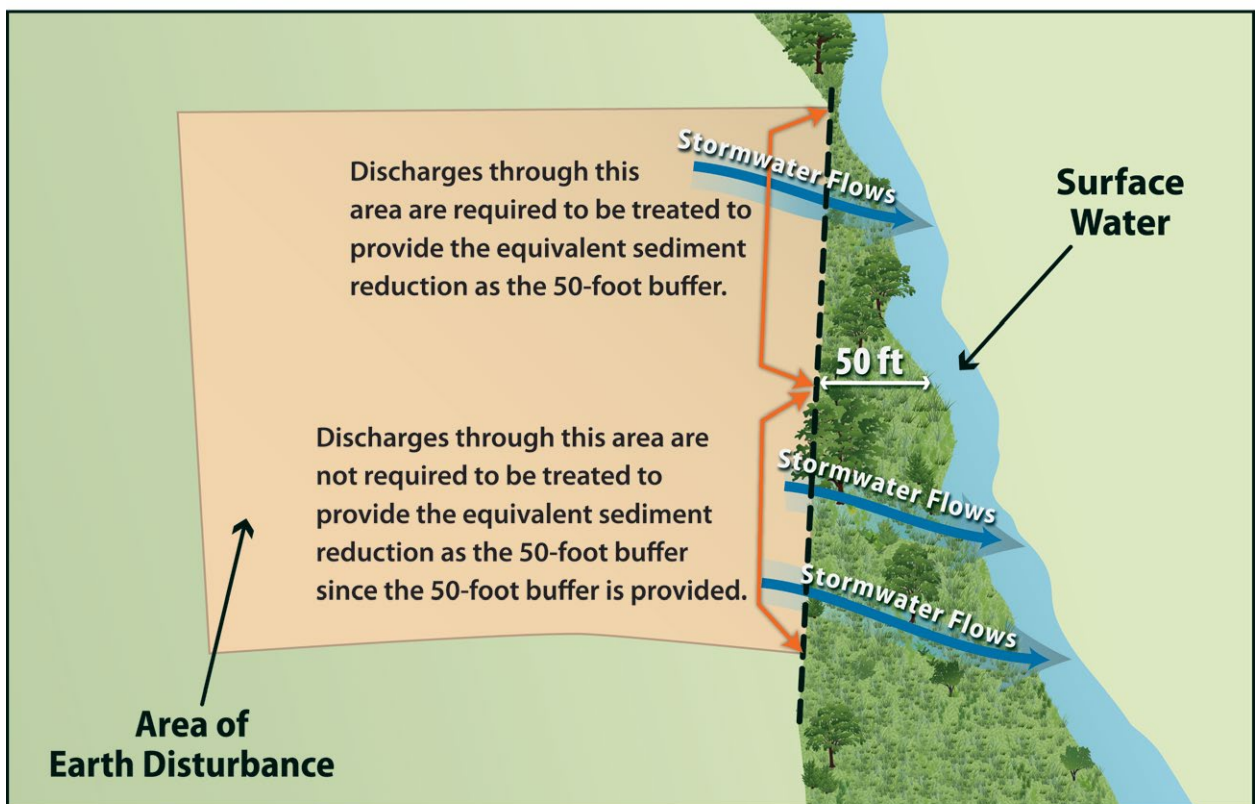 Stormwater Flows
Discharges through this
area are required to be treated to
provide the equivalent sediment
reduction as the 50-foot buffer.
Surface
Water
50 ft
Discharges through this area are
not required to be treated to
provide the equivalent sediment
reduction as the 50-foot buffer
since the 50-foot buffer is provided.
Stormwater Flows
Stormwater Flows
Area of
Earth Disturbance